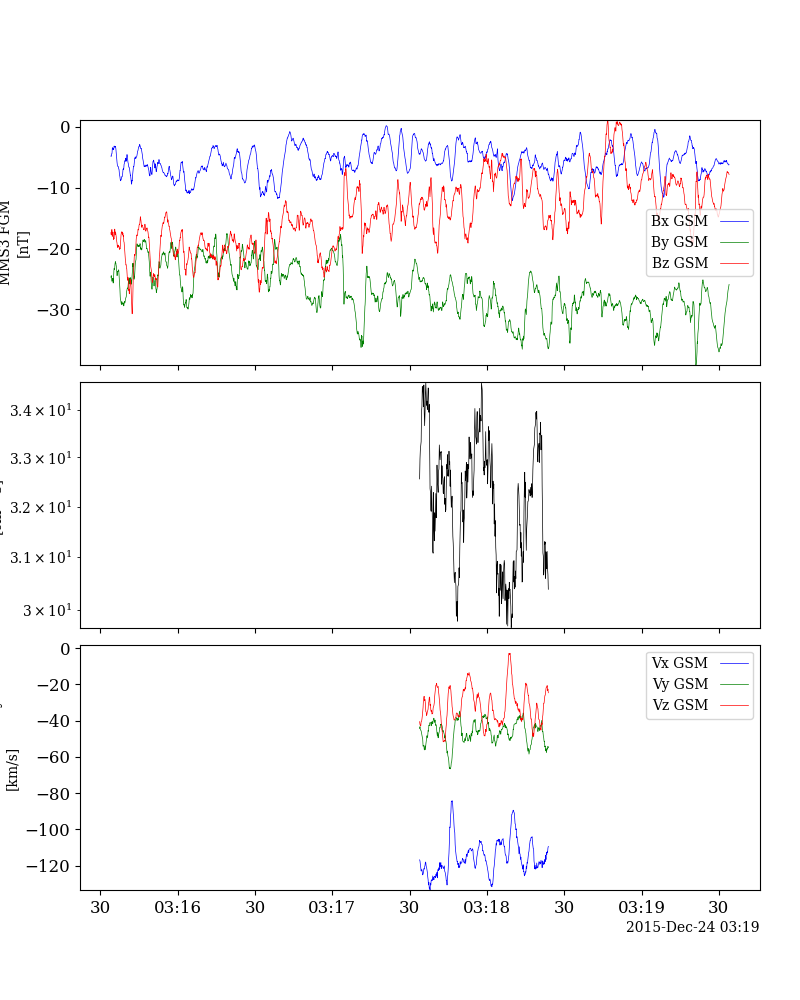 0
−10
−20
−30
MMS3 FGM
[nT]
Bx GSM
By GSM
Bz GSM
3.4 × 10¹
3.3 × 10¹
3.2 × 10¹
3.1 × 10¹
3 × 10¹
0
−20
−40
−60
−80
−100
−120
[km/s]
Vx GSM
Vy GSM
Vz GSM
30 03:16 30 03:17 30 03:18 30 03:19 30
2015-Dec-24 03:19